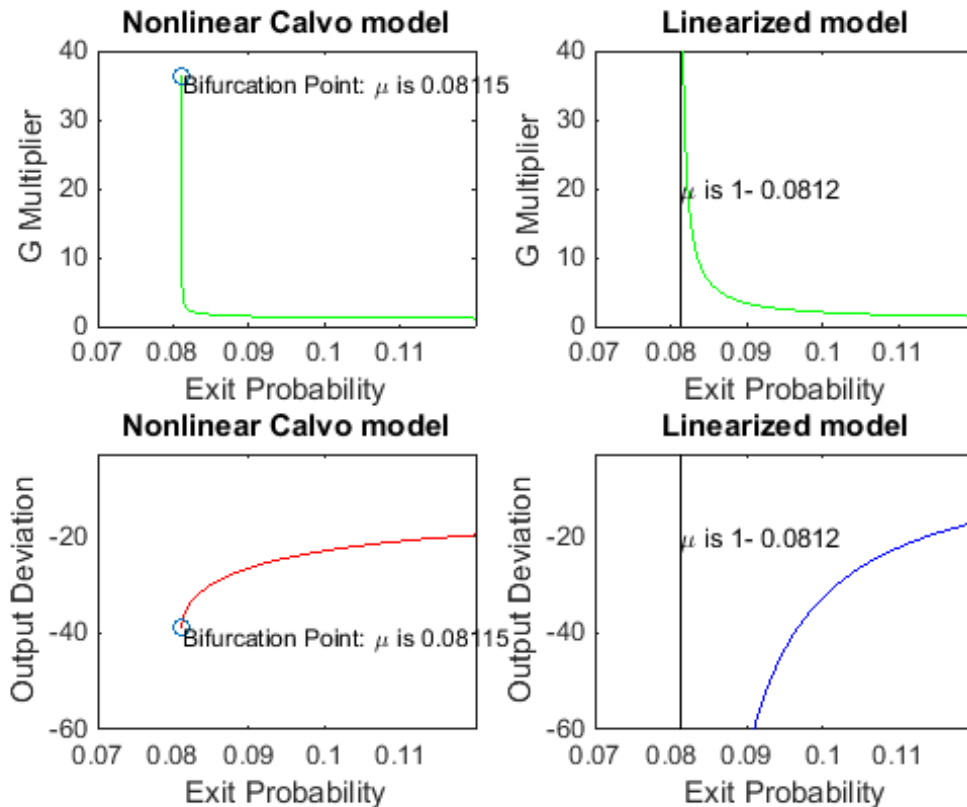 Nonlinear Calvo model
40
30
20
10
0
G Multiplier
Bifurcation Point: μ is 0.08115
0.07 0.08 0.09 0.1 0.11
Exit Probability
Linearized model
40
30
20
10
0
G Multiplier
μ is 1- 0.0812
0.07 0.08 0.09 0.1 0.11
Exit Probability
Nonlinear Calvo model
-20
-40
-60
Output Deviation
Bifurcation Point: μ is 0.08115
0.07 0.08 0.09 0.1 0.11
Exit Probability
Linearized model
-20
-40
-60
Output Deviation
μ is 1- 0.0812
0.07 0.08 0.09 0.1 0.11
Exit Probability